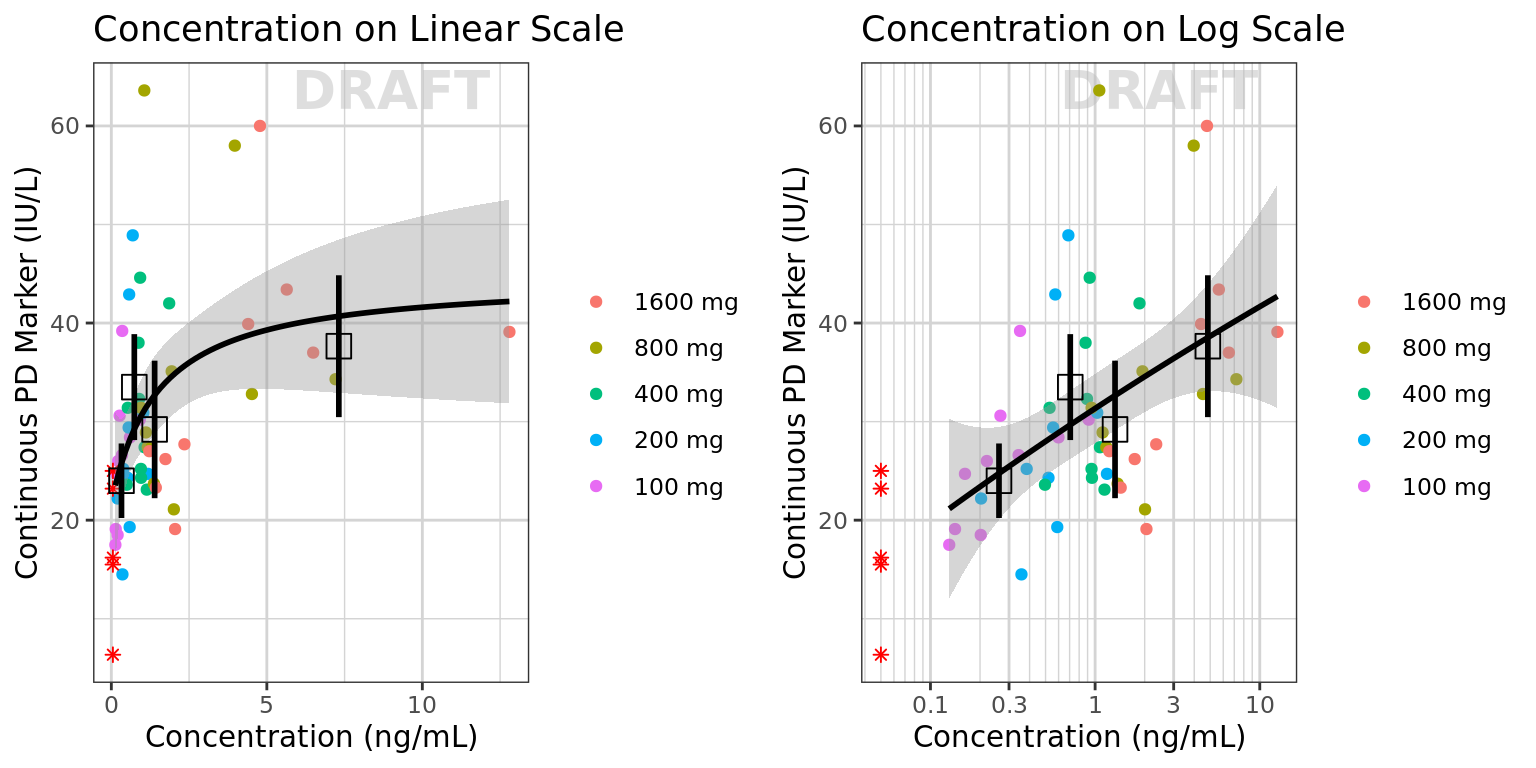 Concentration on Linear Scale
DRAFT
Continuous PD Marker (IU/L)
60
40
20
0
5
10
Concentration (ng/mL)
1600 mg
800 mg
400 mg
200 mg
100 mg
Concentration on Log Scale
DRAFT
Continuous PD Marker (IU/L)
60
40
20
0.1
0.3
1
3
10
Concentration (ng/mL)
1600 mg
800 mg
400 mg
200 mg
100 mg